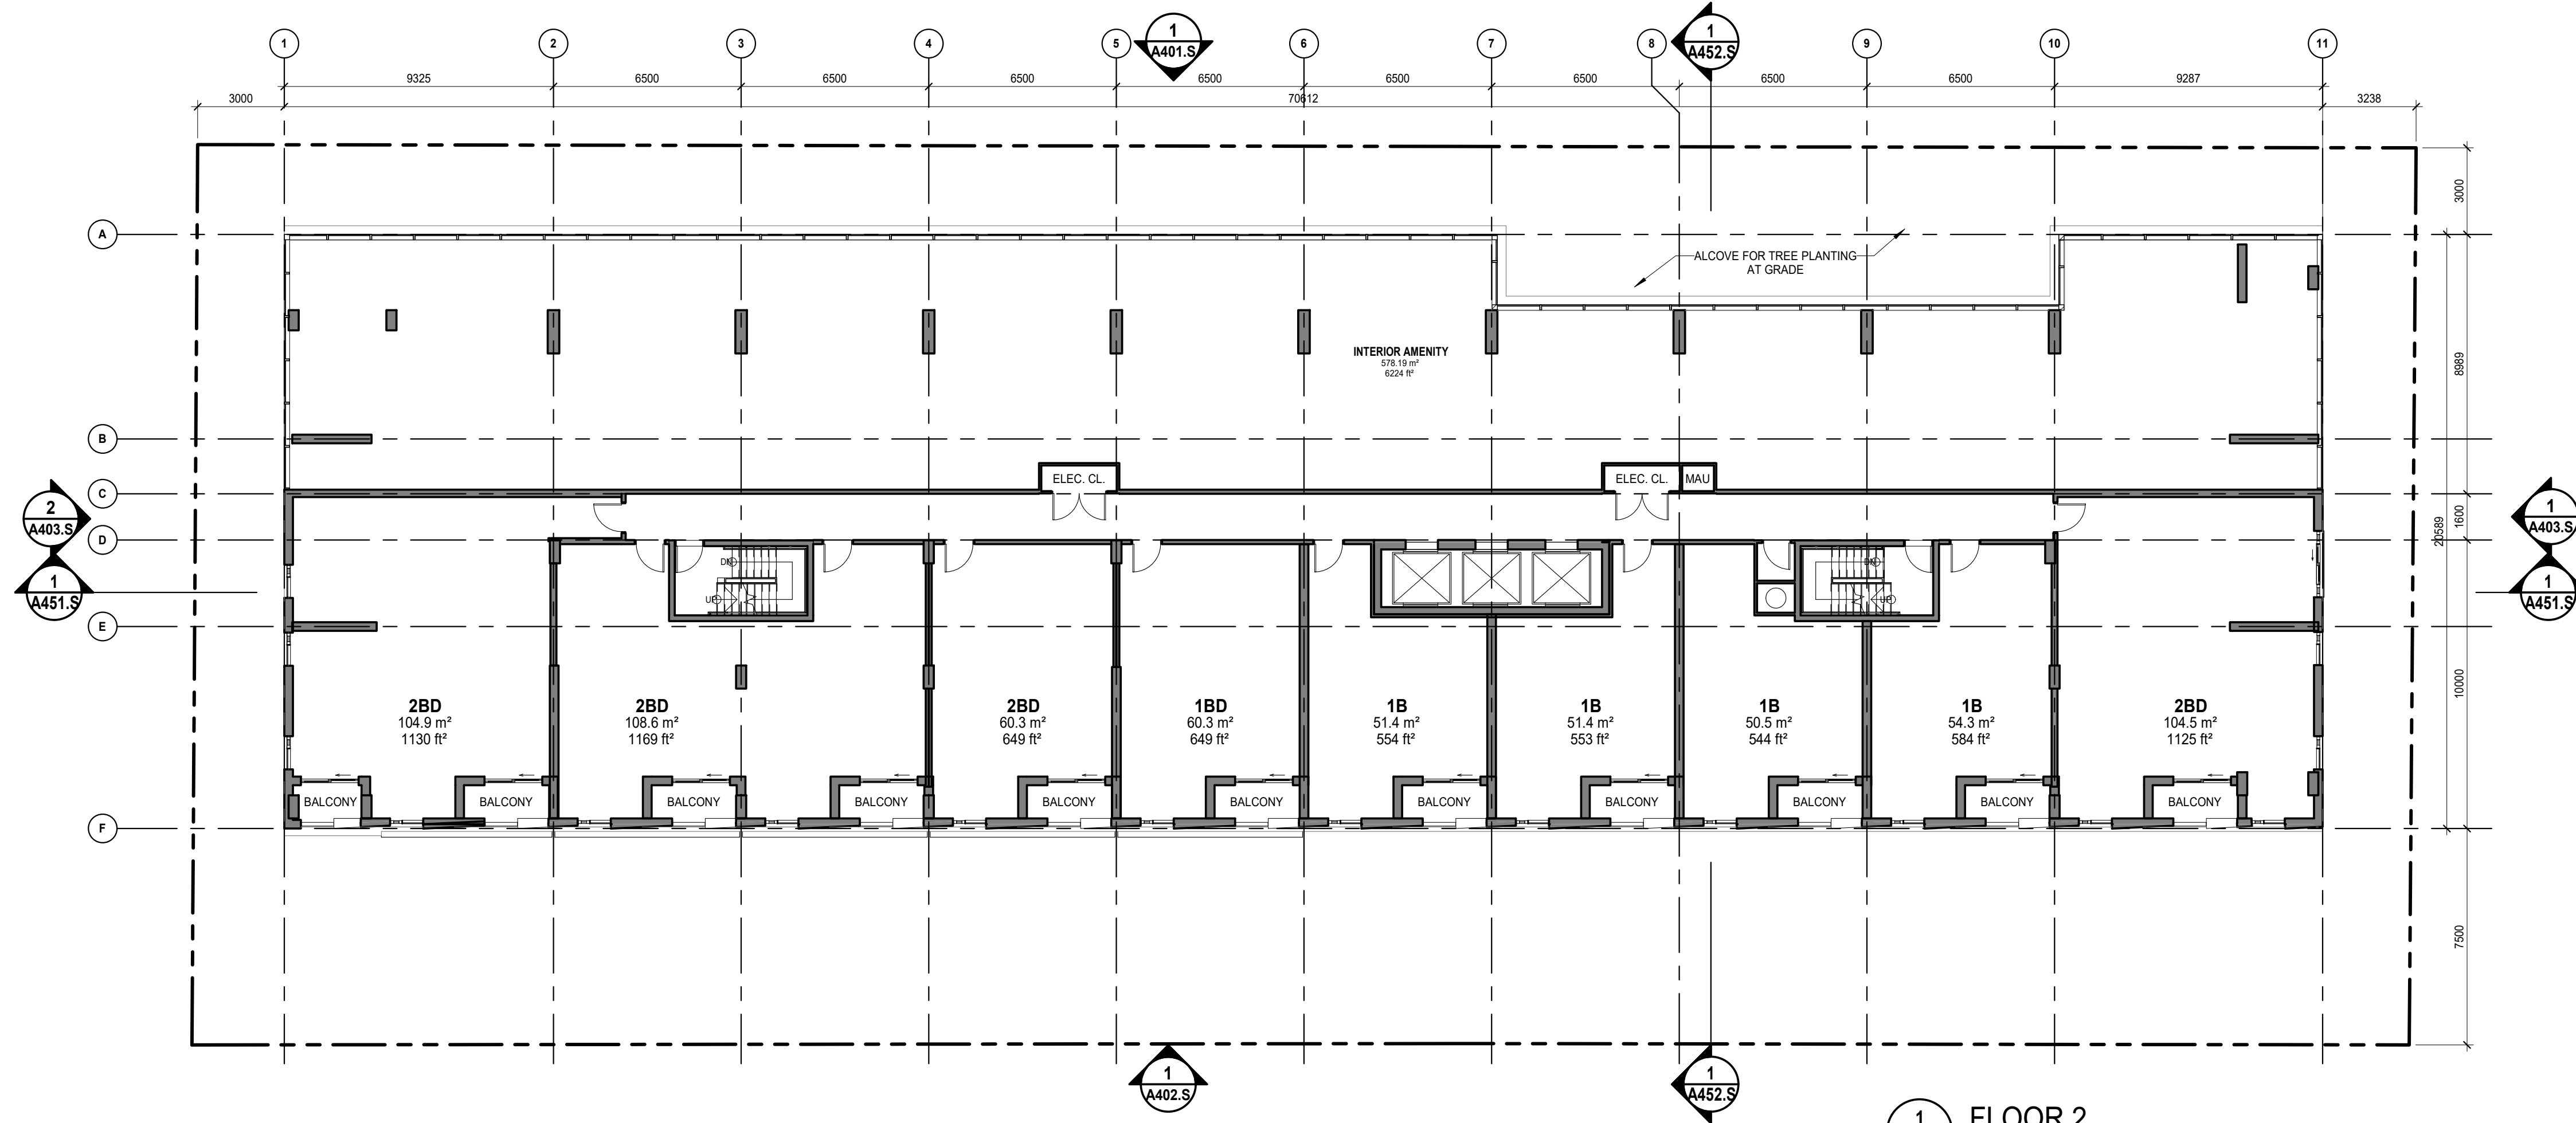 1 2 3 4 5 6 7 8 9 10 11
1
A401.S
1
A452.S
9325 6500 6500 6500 6500 6500 6500 6500 6500 9287
3000 70612 3238
3000
A
ALCOVE FOR TREE PLANTING
AT GRADE
INTERIOR AMENITY
578.19 m²
6224 ft²
8989
B
C
ELEC. CL. ELEC. CL. MAU
2
A403.S
1
A403.S
1600
20589
D
DN DN
UP UP
1
A451.S
1
A451.S
E
10000
2BD
104.9 m²
1130 ft²
2BD
108.6 m²
1169 ft²
2BD
60.3 m²
649 ft²
1BD
60.3 m²
649 ft²
1B
51.4 m²
554 ft²
1B
51.4 m²
553 ft²
1B
50.5 m²
544 ft²
1B
54.3 m²
584 ft²
2BD
104.5 m²
1125 ft²
BALCONY BALCONY BALCONY BALCONY BALCONY BALCONY BALCONY BALCONY BALCONY BALCONY BALCONY
F
7500
1
A402.S
1
A452.S
1 FLOOR 2